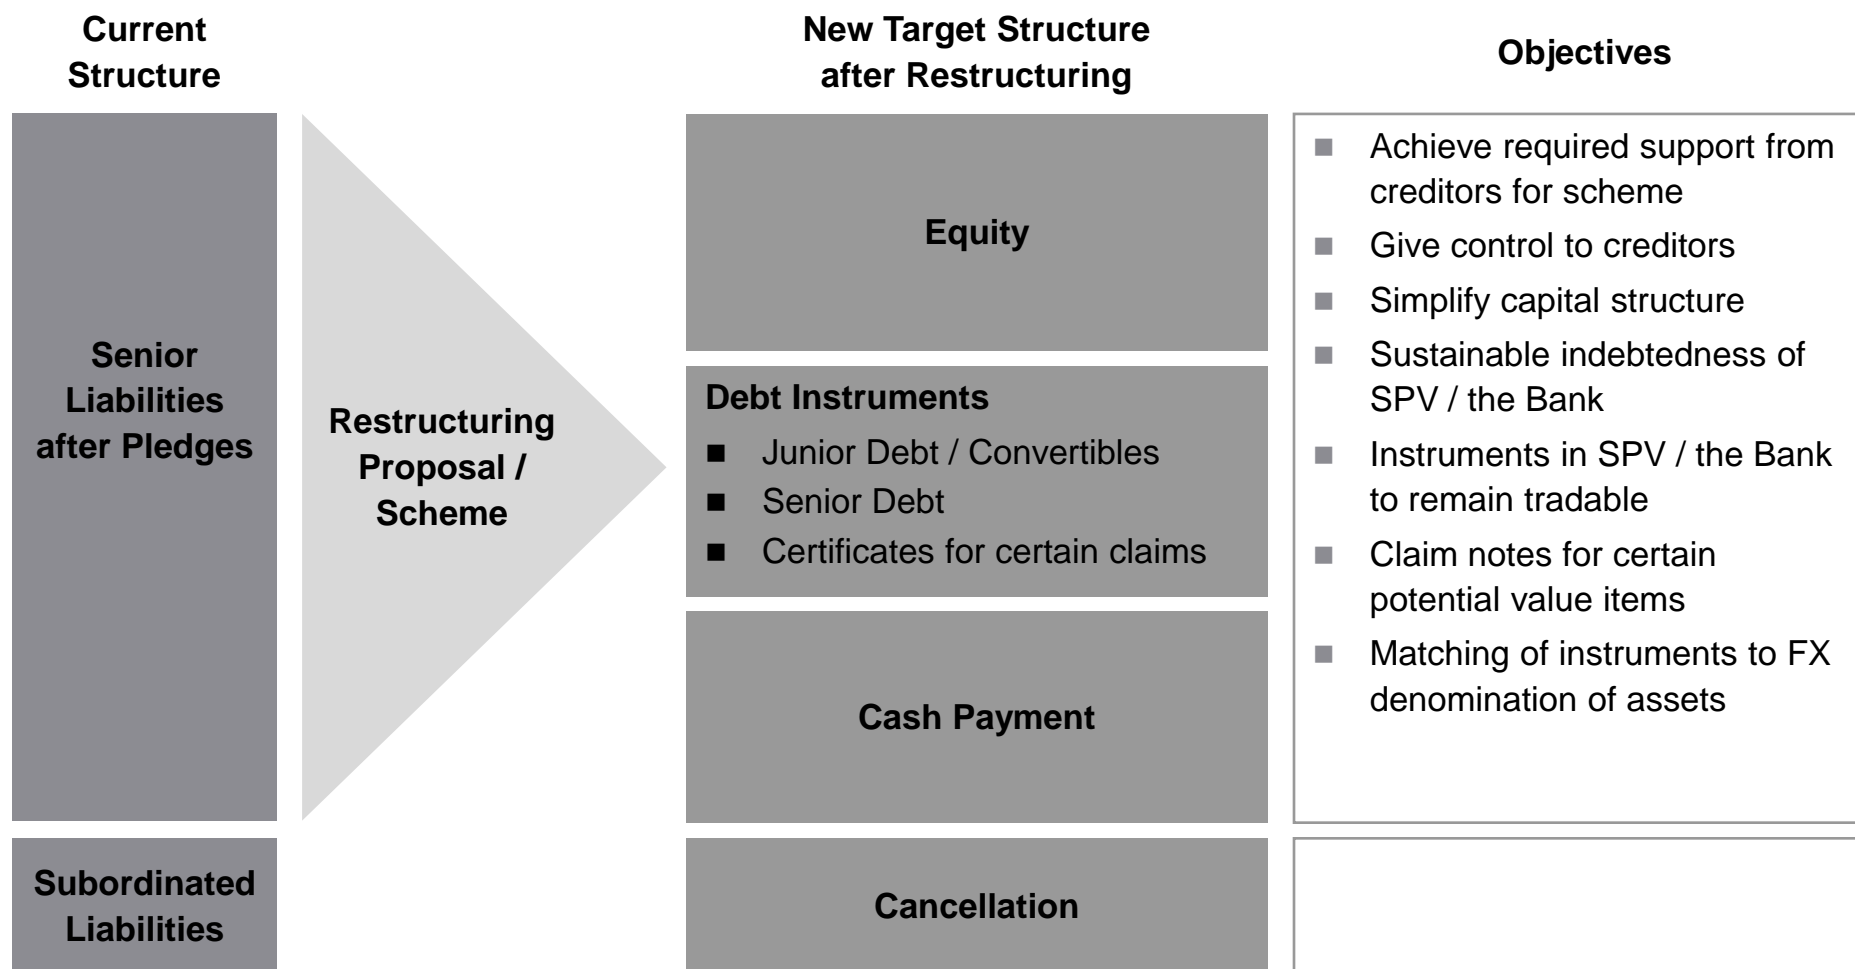 Current
Structure
New Target Structure
after Restructuring
Objectives
Senior
Liabilities
after Pledges
Restructuring
Proposal /
Scheme
Equity
Debt Instruments
Junior Debt / Convertibles
Senior Debt
Certificates for certain claims
Cash Payment
Achieve required support from
creditors for scheme
Give control to creditors
Simplify capital structure
Sustainable indebtedness of
SPV / the Bank
Instruments in SPV / the Bank
to remain tradable
Claim notes for certain
potential value items
Matching of instruments to FX
denomination of assets
Subordinated
Liabilities
Cancellation